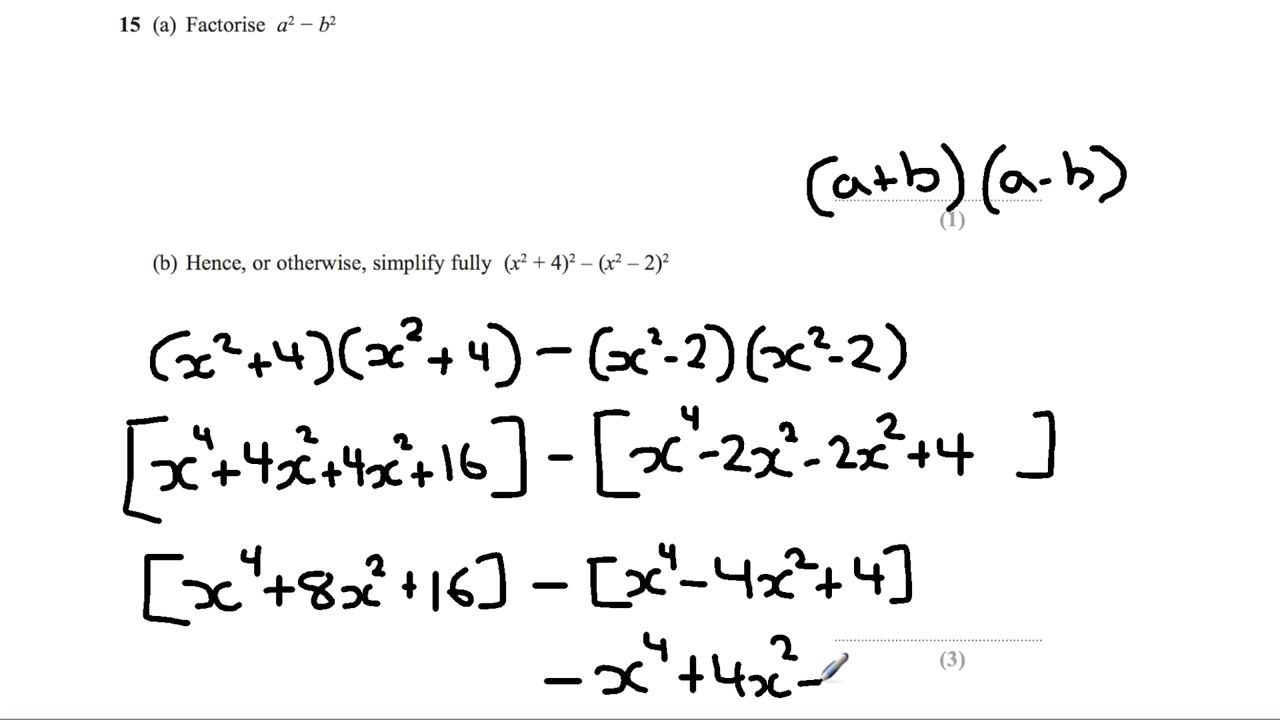 15 (a) Factorise a² − b²
(a+b)(a-b)
(1)
(b) Hence, or otherwise, simplify fully (x² + 4)² – (x² – 2)²
(x²+4)(x²+4) – (x²-2)(x²-2)
[x⁴+4x²+4x²+16] – [x⁴-2x²-2x²+4 ]
[x⁴+8x²+16] – [x⁴-4x²+4]
(3)
-x⁴+4x²-